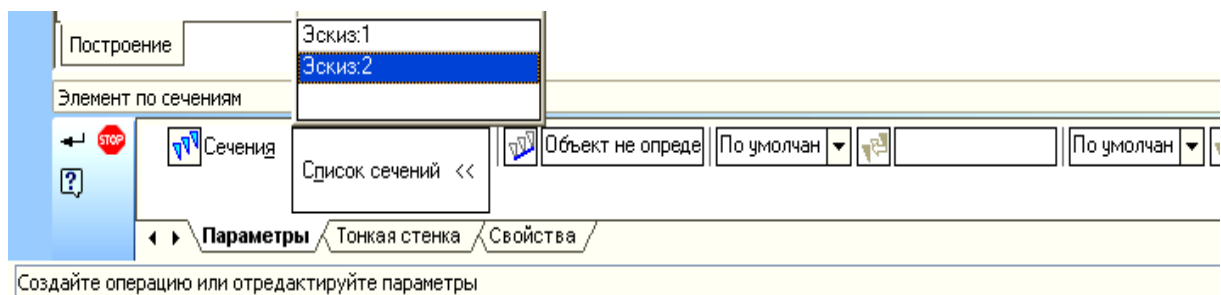 Эскиз:1
Построение
Эскиз:2
Элемент по сечениям
STOP Сечения Объект не опреде По умолчан По умолчан
Список сечений <<
?
Параметры Тонкая стенка Свойства
Создайте операцию или отредактируйте параметры